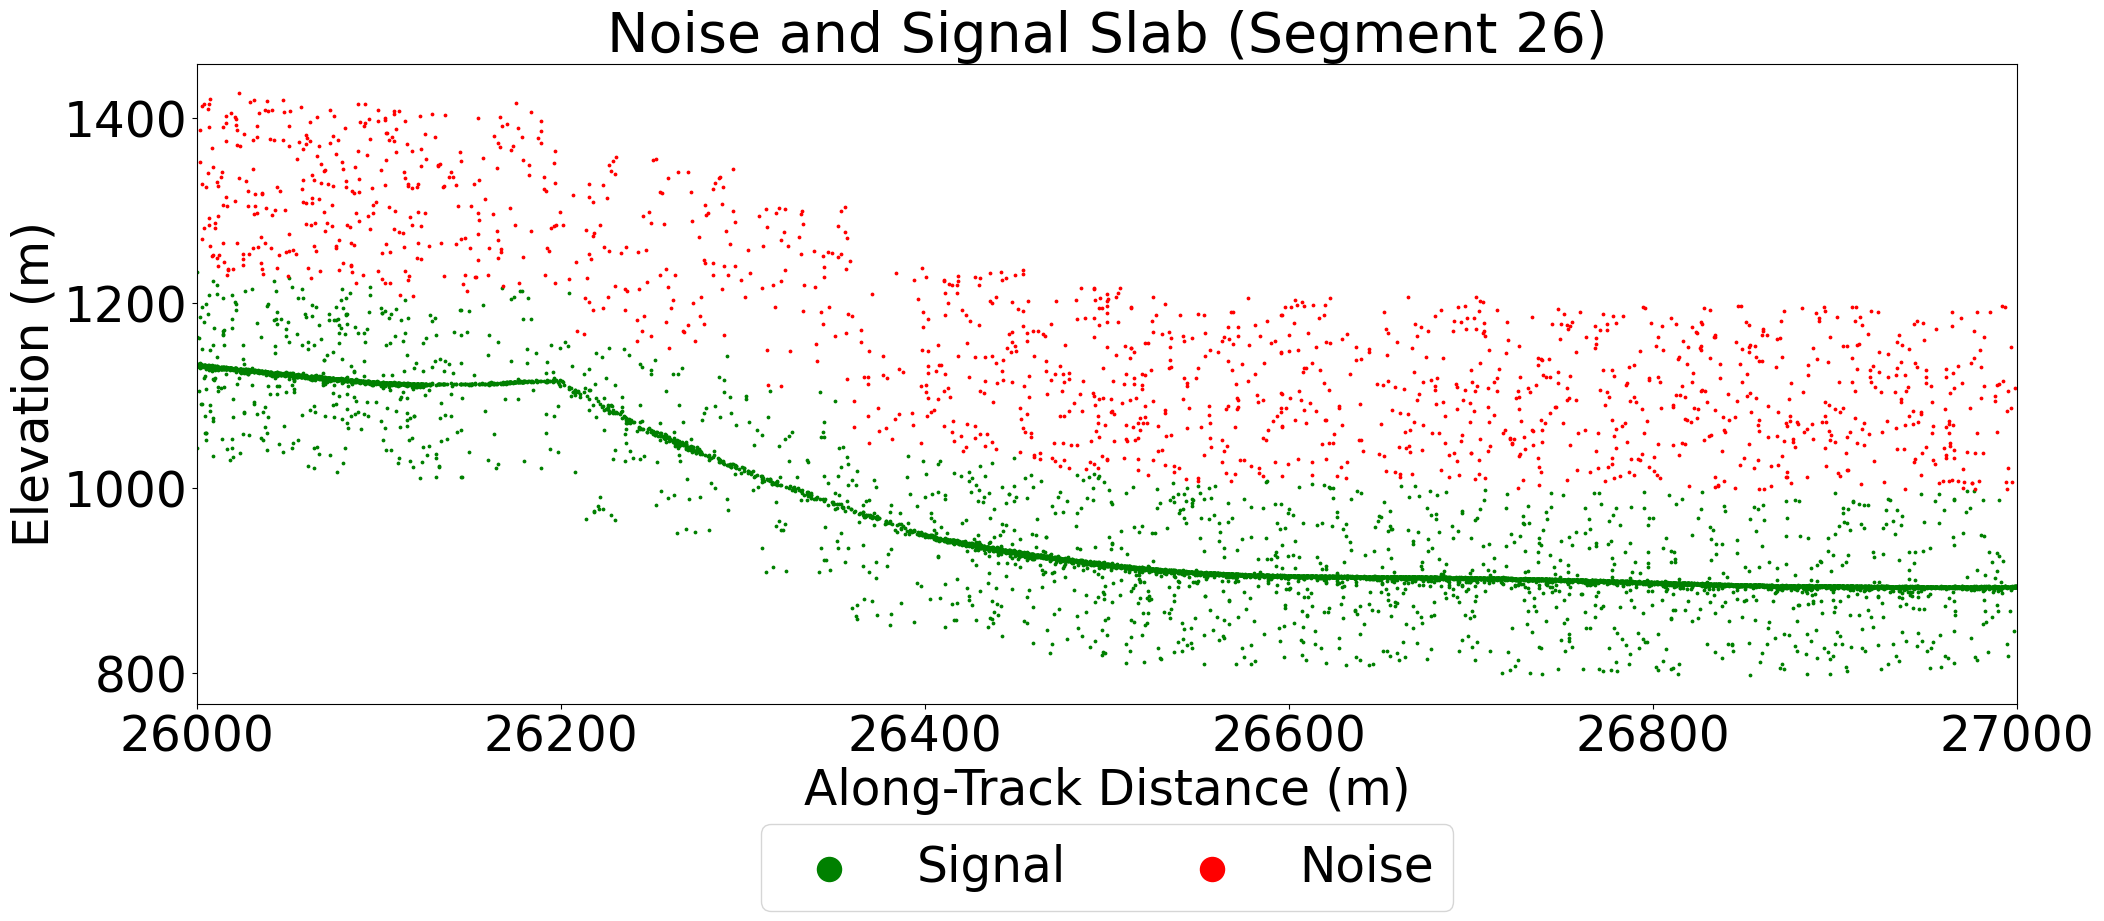 Noise and Signal Slab (Segment 26)
1400
1200
1000
800
Elevation (m)
26000 26200 26400 26600 26800 27000
Along-Track Distance (m)
Signal Noise